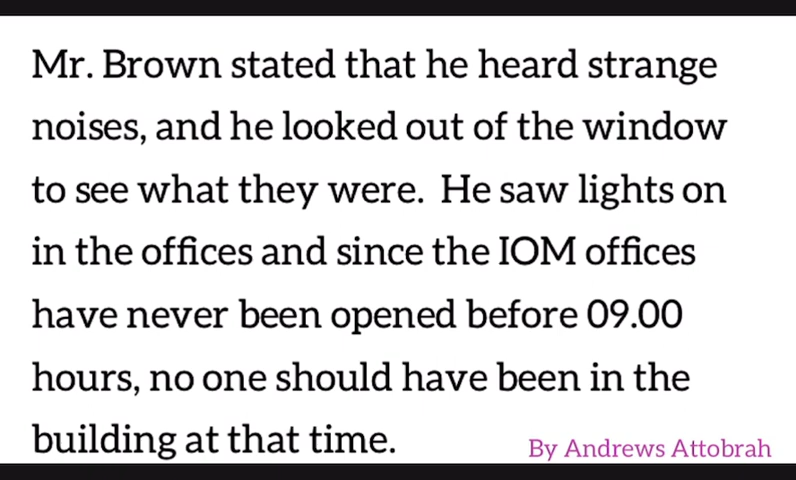 Mr. Brown stated that he heard strange
noises, and he looked out of the window
to see what they were.  He saw lights on
in the offices and since the IOM offices
have never been opened before 09.00
hours, no one should have been in the
building at that time.
By Andrews Attobrah